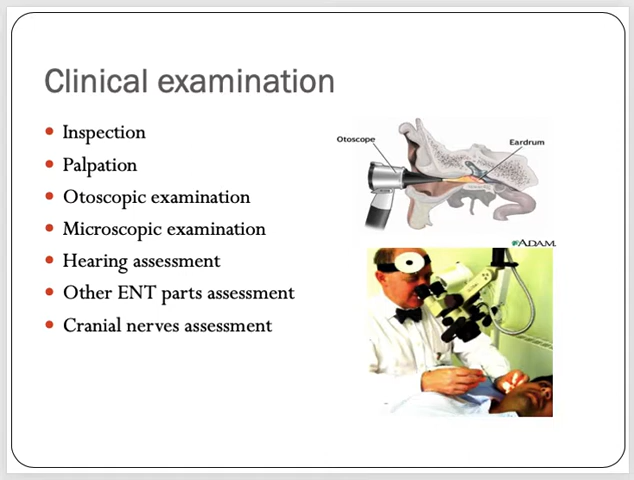 Clinical examination
Inspection
Palpation
Otoscopic examination
Microscopic examination
Hearing assessment
Other ENT parts assessment
Cranial nerves assessment
Otoscope
Eardrum
ADAM.